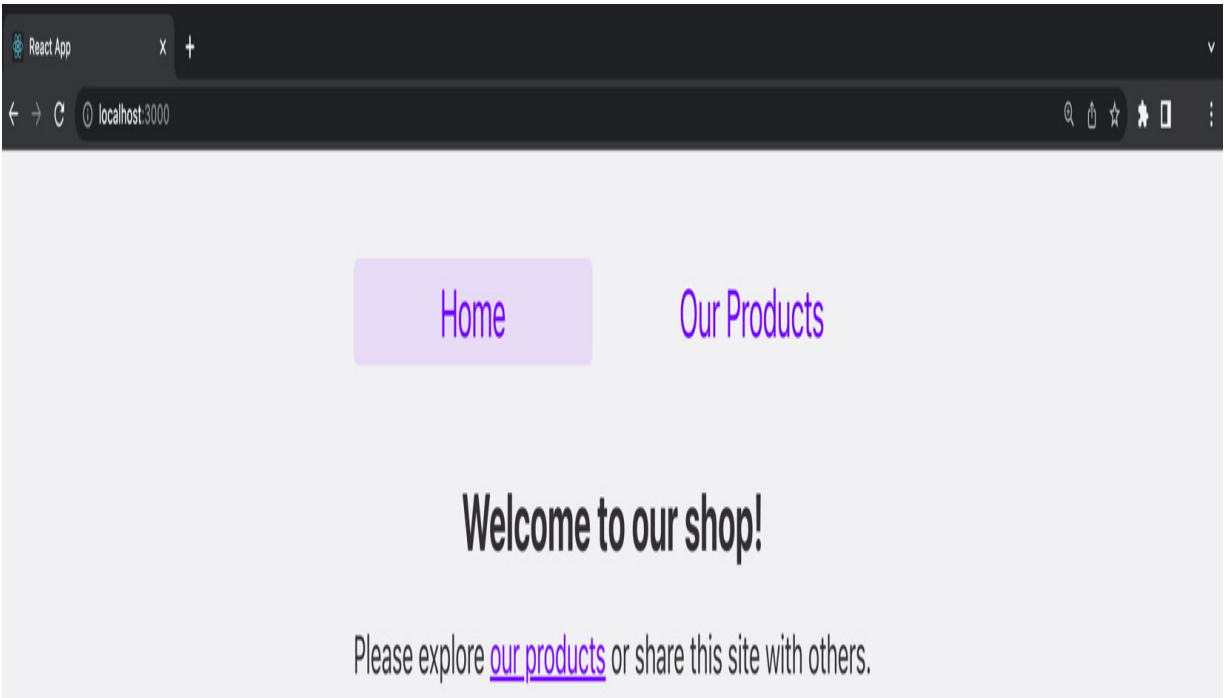 React App
localhost:3000
Home Our Products
Welcome to our shop!
Please explore our products or share this site with others.